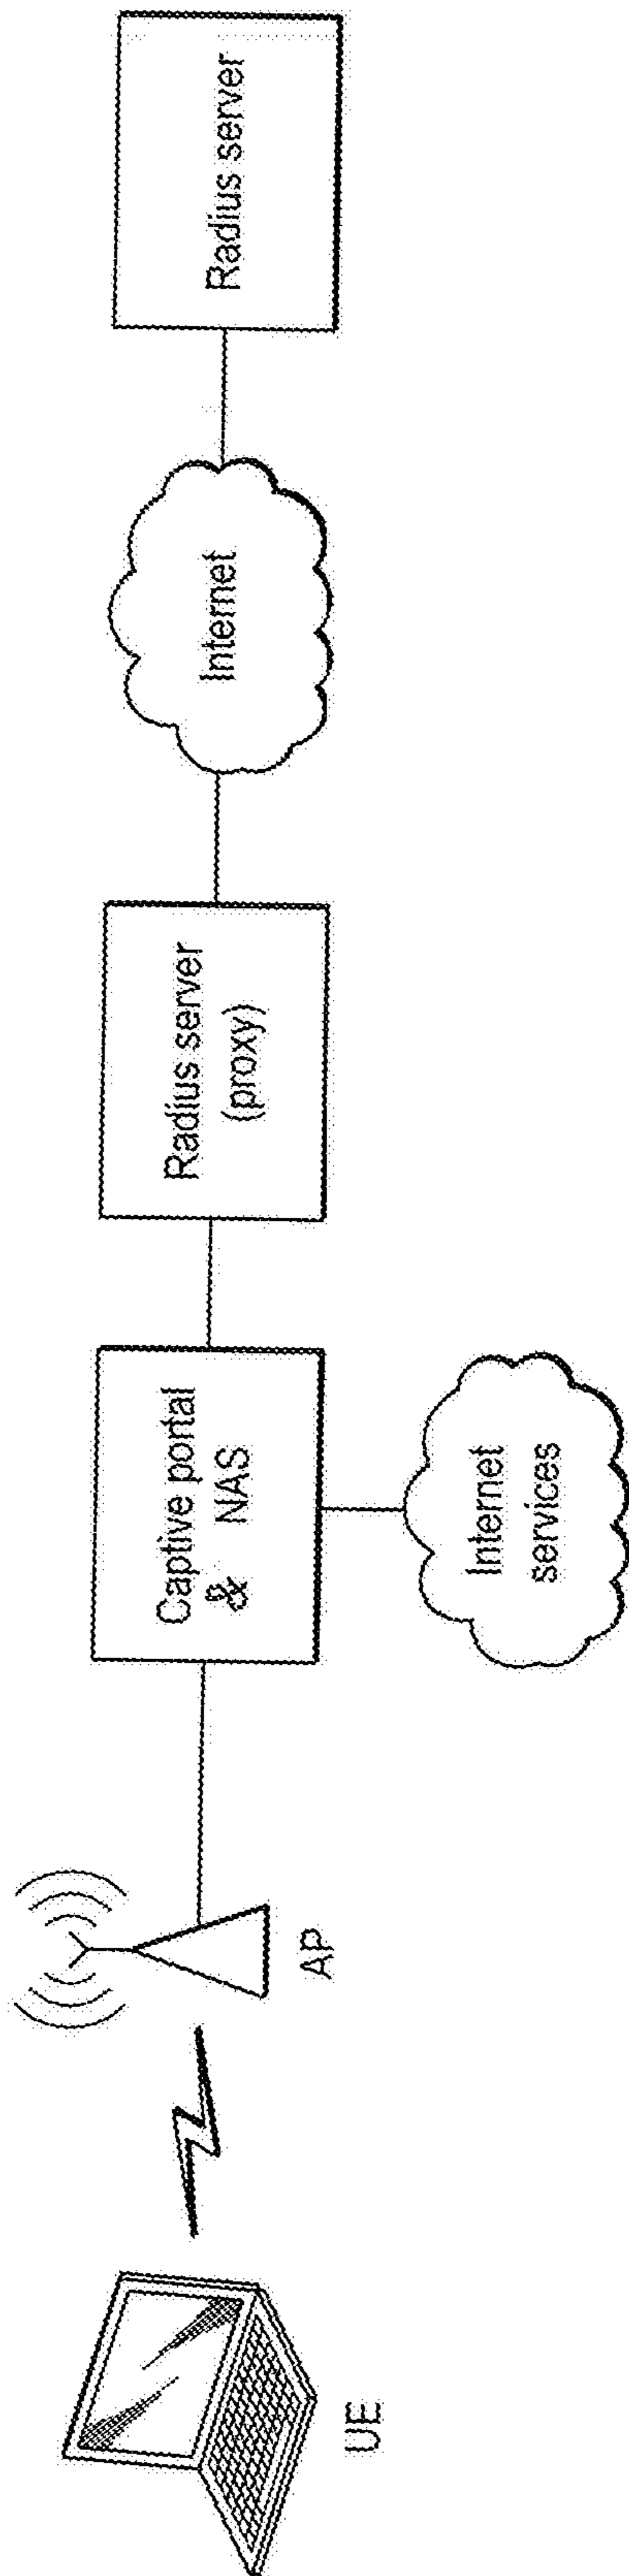 UE
AP
Captive portal
& NAS
Internet
services
Radius server
(proxy)
Internet
Radius server